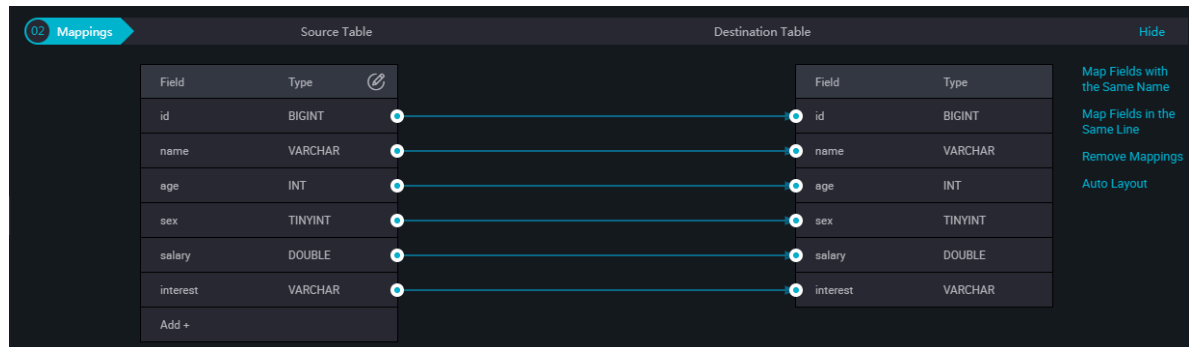 02 Mappings Source Table Destination Table Hide
Field Type Field Type Map Fields with
the Same Name
id BIGINT id BIGINT Map Fields in the
Same Line
name VARCHAR name VARCHAR Remove Mappings
age INT age INT Auto Layout
sex TINYINT sex TINYINT
salary DOUBLE salary DOUBLE
interest VARCHAR interest VARCHAR
Add +